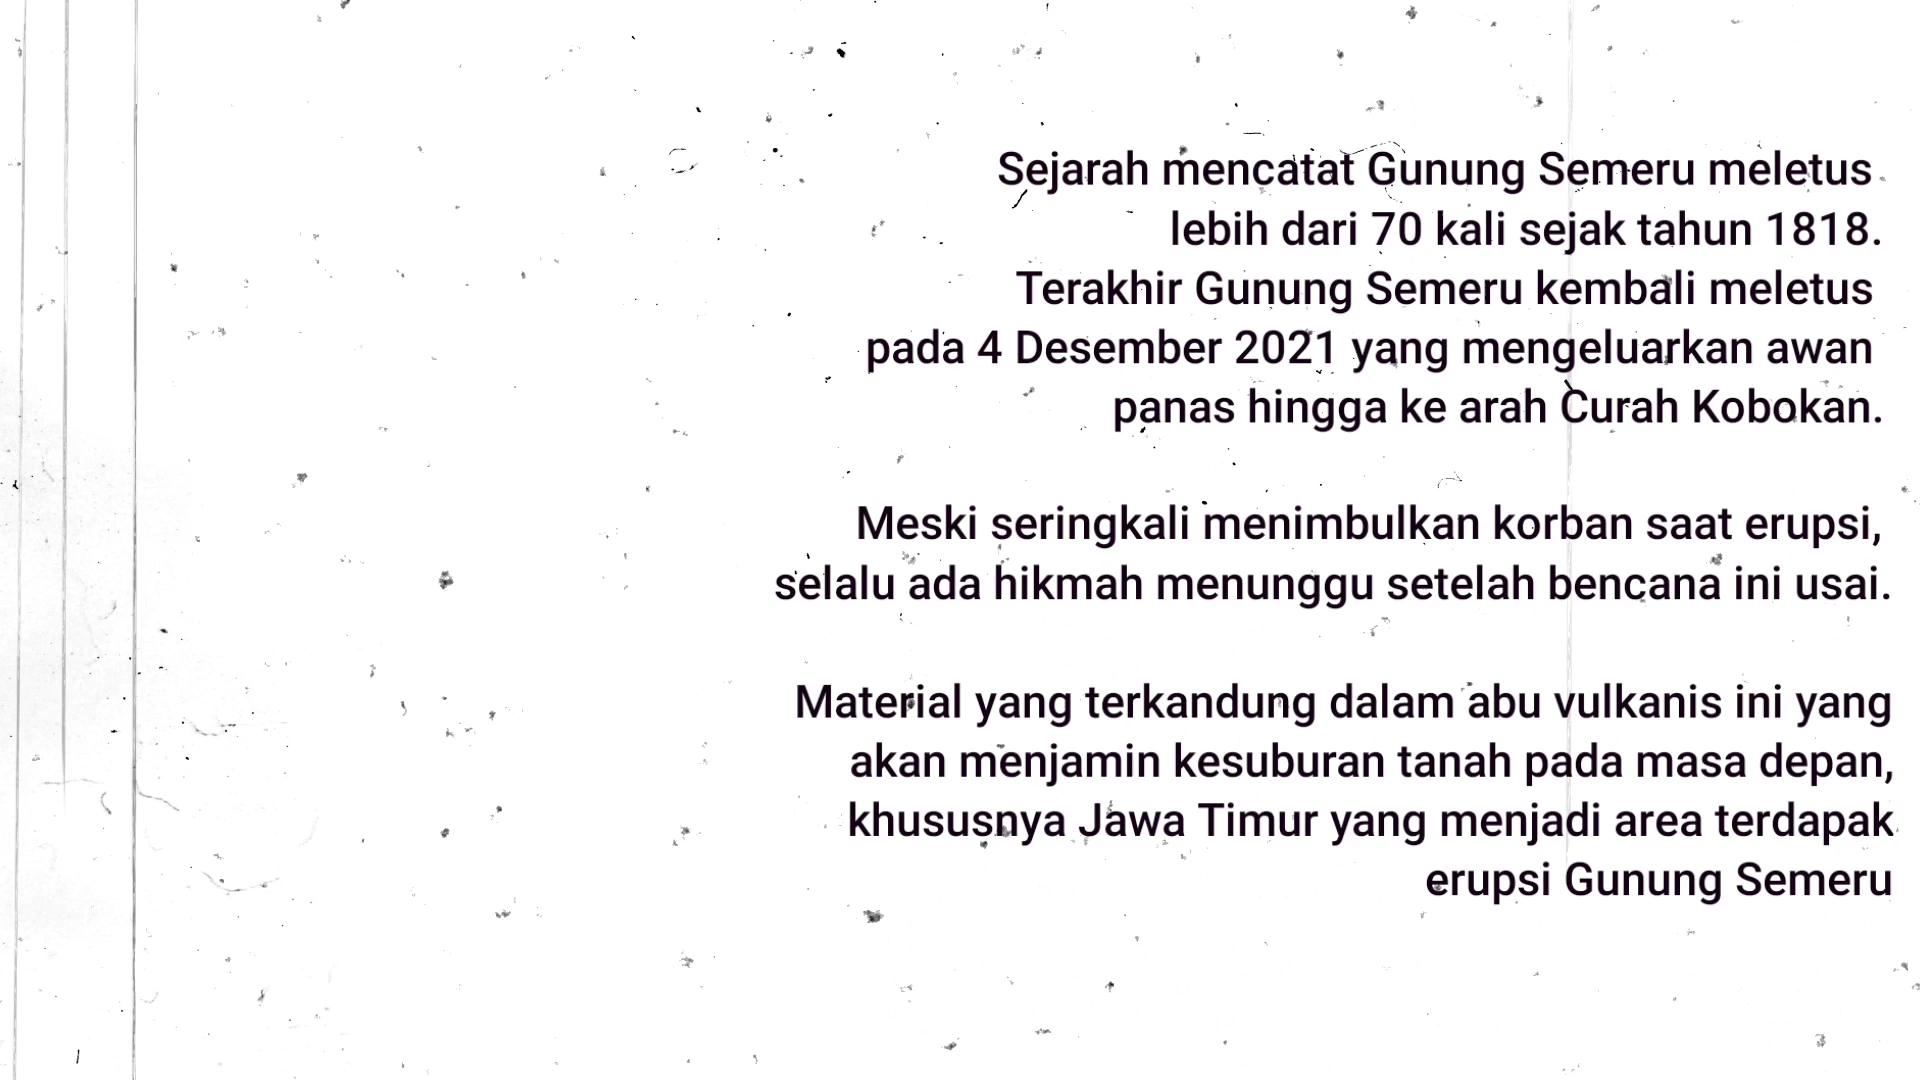 Sejarah mencatat Gunung Semeru meletus
lebih dari 70 kali sejak tahun 1818.
Terakhir Gunung Semeru kembali meletus
pada 4 Desember 2021 yang mengeluarkan awan
panas hingga ke arah Curah Kobokan.
Meski seringkali menimbulkan korban saat erupsi,
selalu ada hikmah menunggu setelah bencana ini usai.
Material yang terkandung dalam abu vulkanis ini yang
akan menjamin kesuburan tanah pada masa depan,
khususnya Jawa Timur yang menjadi area terdapak
erupsi Gunung Semeru